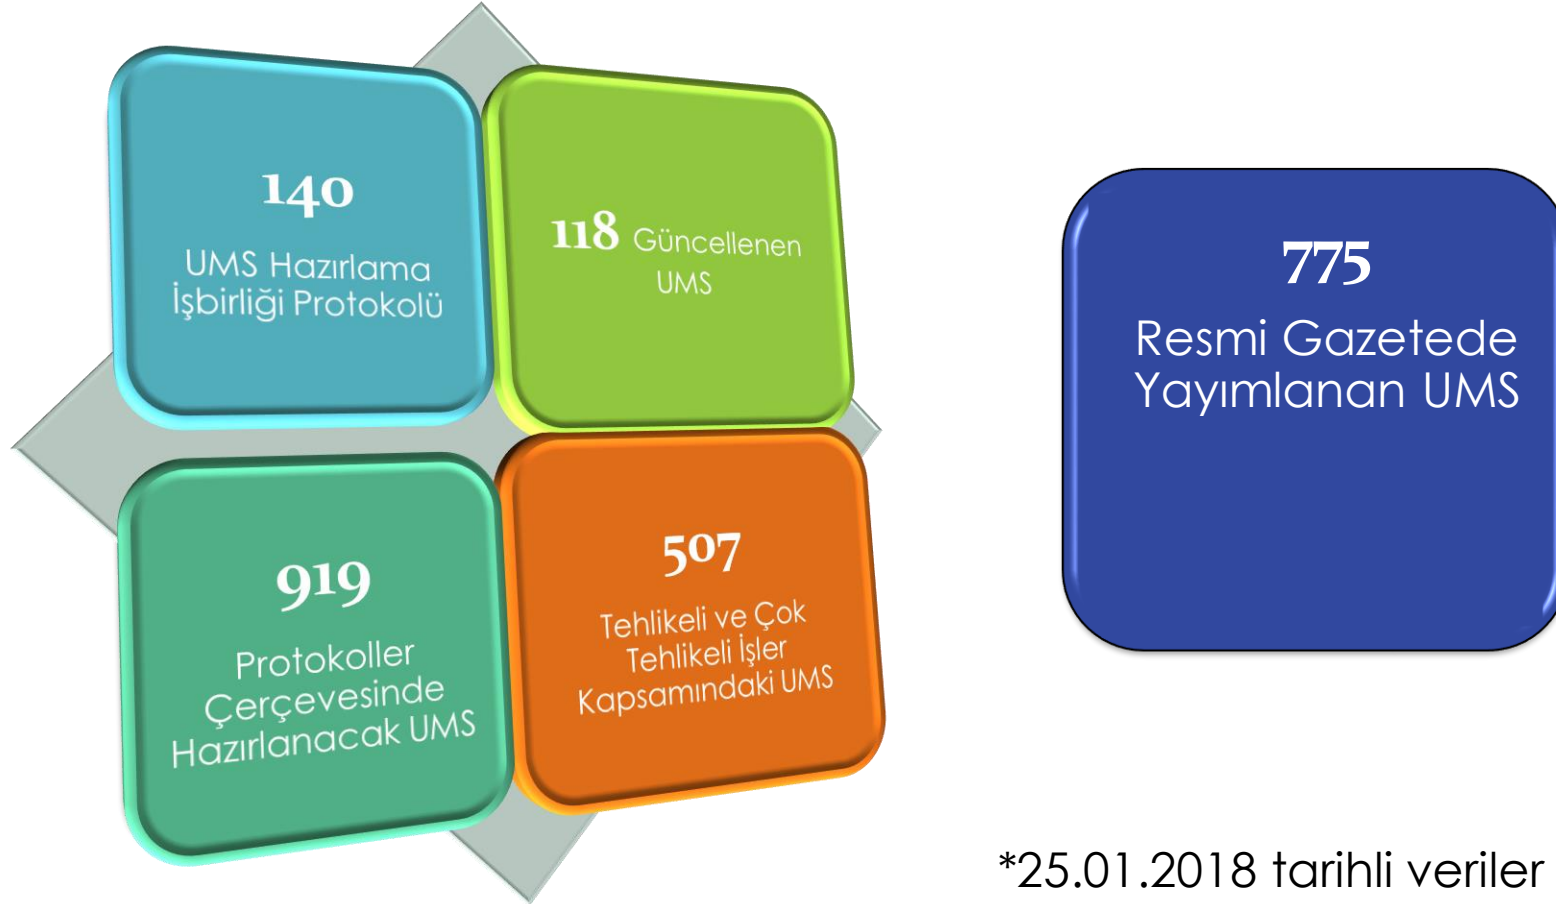 140
UMS Hazırlama
İşbirliği Protokolü
118 Güncellenen
UMS
919
Protokoller
Çerçevesinde
Hazırlanacak UMS
507
Tehlikeli ve Çok
Tehlikeli İşler
Kapsamındaki UMS
775
Resmi Gazetede
Yayımlanan UMS
*25.01.2018 tarihli veriler